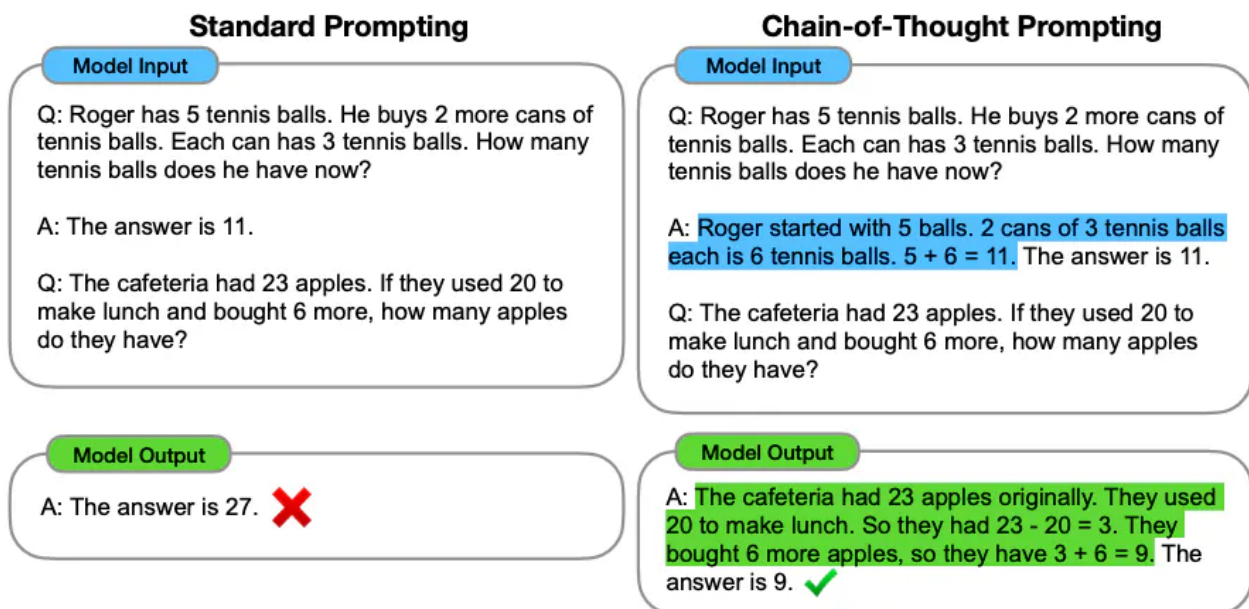 Standard Prompting
Model Input
Q: Roger has 5 tennis balls. He buys 2 more cans of
tennis balls. Each can has 3 tennis balls. How many
tennis balls does he have now?
A: The answer is 11.
Q: The cafeteria had 23 apples. If they used 20 to
make lunch and bought 6 more, how many apples
do they have?
Model Output
A: The answer is 27.
Chain-of-Thought Prompting
Model Input
Q: Roger has 5 tennis balls. He buys 2 more cans of
tennis balls. Each can has 3 tennis balls. How many
tennis balls does he have now?
A: Roger started with 5 balls. 2 cans of 3 tennis balls
each is 6 tennis balls. 5 + 6 = 11. The answer is 11.
Q: The cafeteria had 23 apples. If they used 20 to
make lunch and bought 6 more, how many apples
do they have?
Model Output
A: The cafeteria had 23 apples originally. They used
20 to make lunch. So they had 23 - 20 = 3. They
bought 6 more apples, so they have 3 + 6 = 9. The
answer is 9.